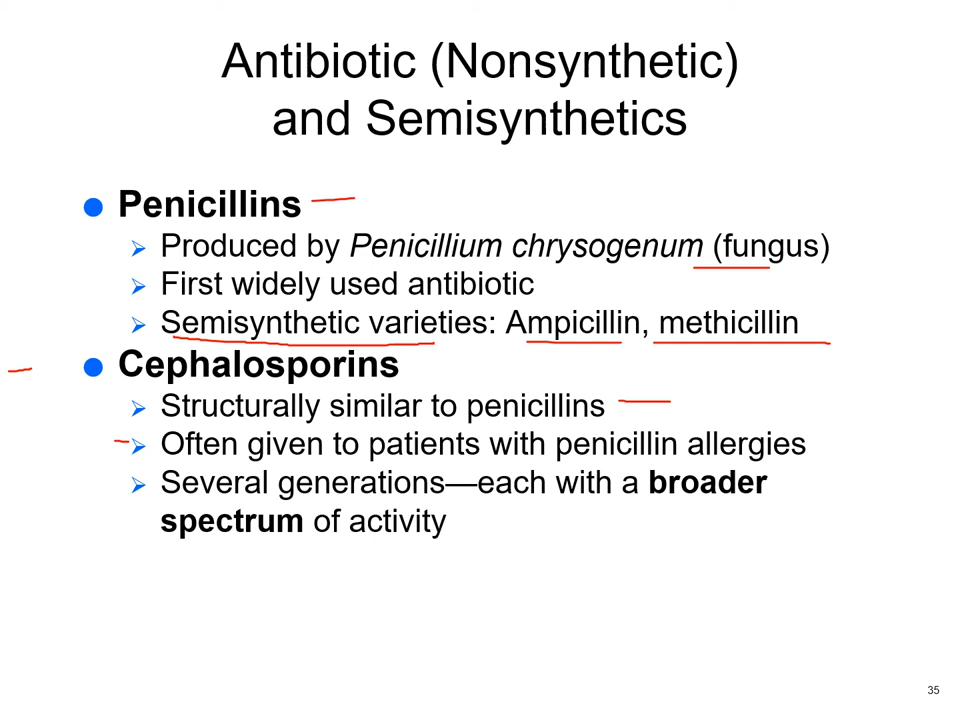 Antibiotic (Nonsynthetic)
and Semisynthetics
Penicillins
Produced by Penicillium chrysogenum (fungus)
First widely used antibiotic
Semisynthetic varieties: Ampicillin, methicillin
Cephalosporins
Structurally similar to penicillins
Often given to patients with penicillin allergies
Several generations—each with a broader
spectrum of activity
35